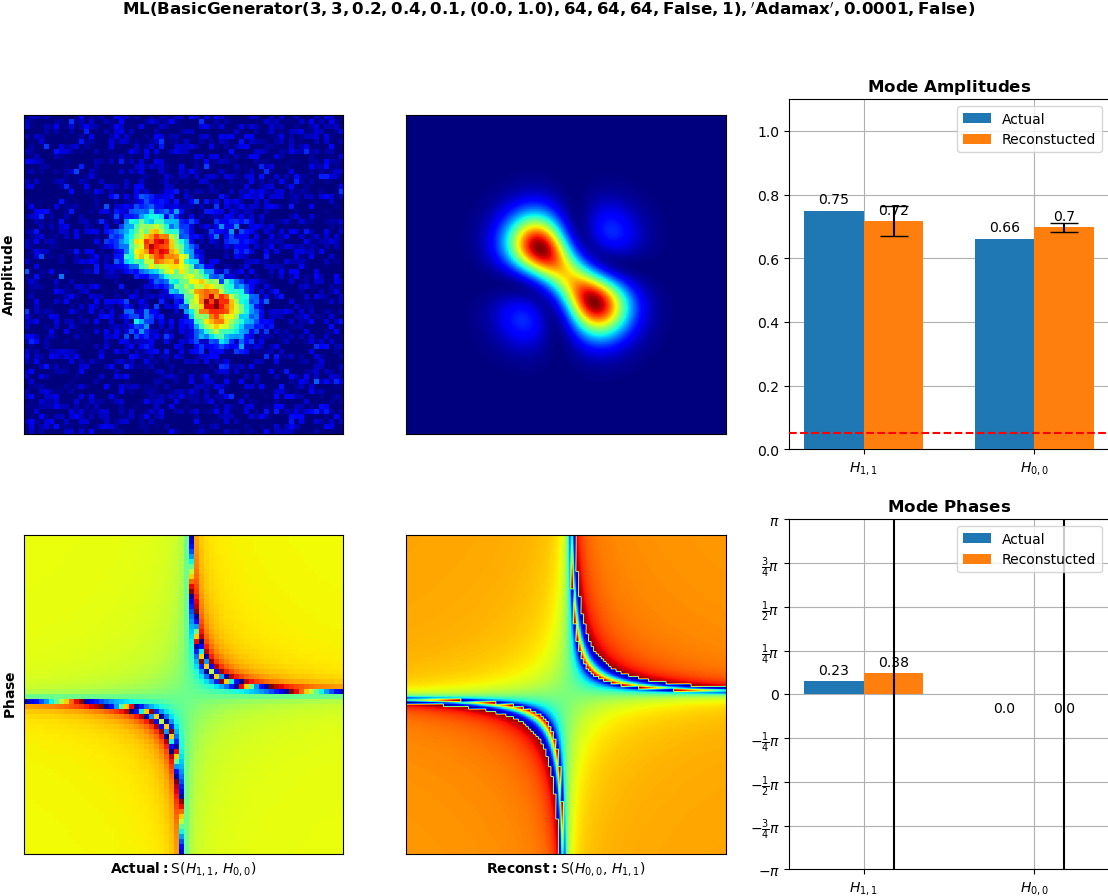 ML(BasicGenerator(3, 3, 0.2, 0.4, 0.1, (0.0, 1.0), 64, 64, 64, False, 1), 'Adamax', 0.0001, False)
Amplitude
Mode Amplitudes
Actual
Reconstucted
1.0
0.8
0.6
0.4
0.2
0.0
0.75
0.72
0.66
0.7
H1, 1
H0, 0
Phase
Actual: S(H1, 1, H0, 0)
Reconst: S(H0, 0, H1, 1)
Mode Phases
Actual
Reconstucted
π
3/4π
1/2π
1/4π
0
−1/4π
−1/2π
−3/4π
−π
0.23
0.38
0.0
0.0
H1, 1
H0, 0